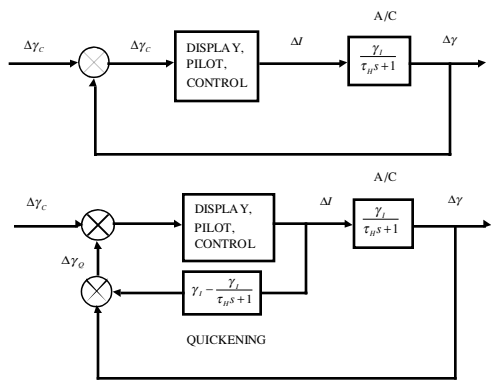 A/C
Δγ_C
Δγ_C
DISPLAY,
PILOT,
CONTROL
ΔI
γ_I / (τ_H s + 1)
Δγ
A/C
Δγ_C
DISPLAY,
PILOT,
CONTROL
ΔI
γ_I / (τ_H s + 1)
Δγ
Δγ_Q
γ_I − γ_I / (τ_H s + 1)
QUICKENING